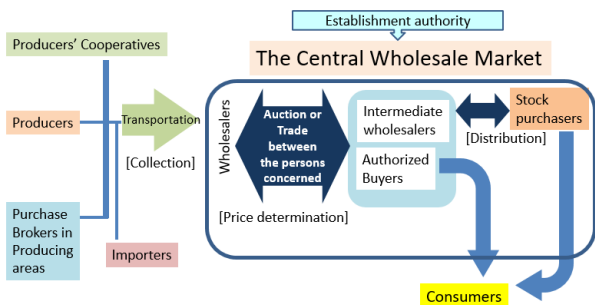 Establishment authority
Producers' Cooperatives
The Central Wholesale Market
Producers
Transportation
[Collection]
Wholesalers
Auction or
Trade
between
the persons
concerned
[Price determination]
Intermediate
wholesalers
Authorized
Buyers
[Distribution]
Stock
purchasers
Purchase
Brokers in
Producing
areas
Importers
Consumers